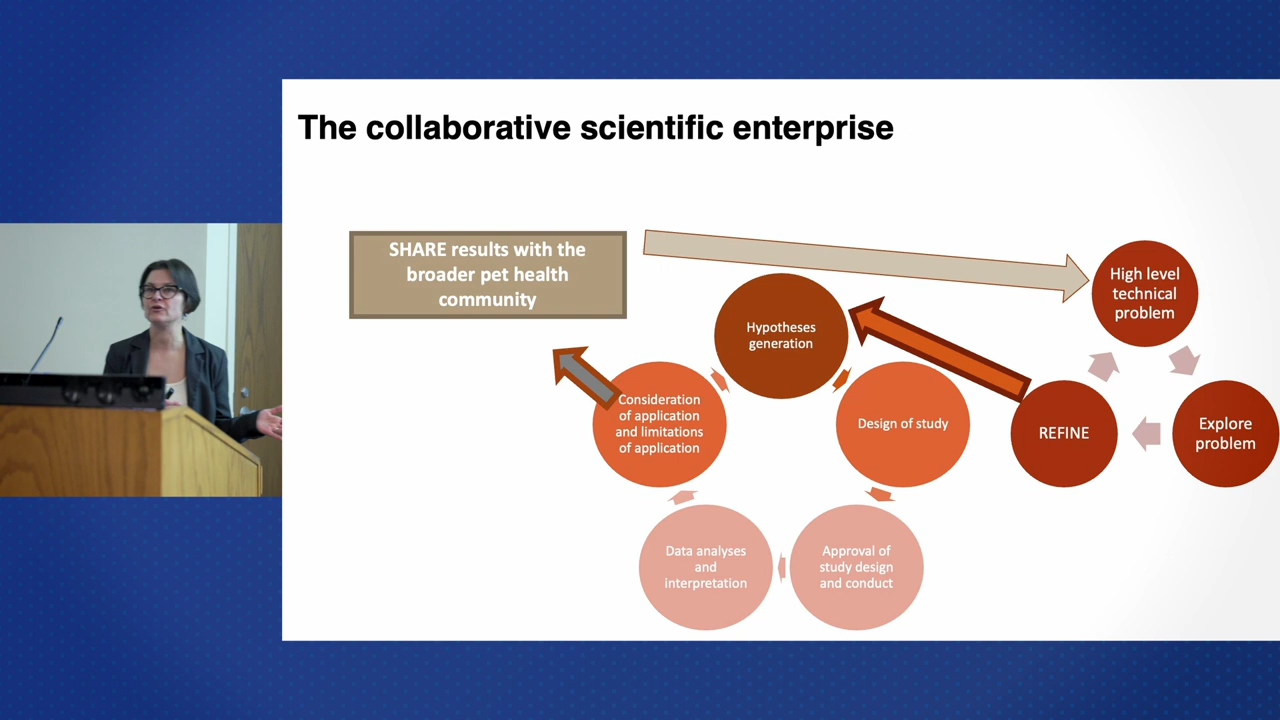 The collaborative scientific enterprise
SHARE results with the
broader pet health
community
Hypotheses
generation
High level
technical
problem
Consideration
of application
and limitations
of application
Design of study
REFINE
Explore
problem
Data analyses
and
interpretation
Approval of
study design
and conduct